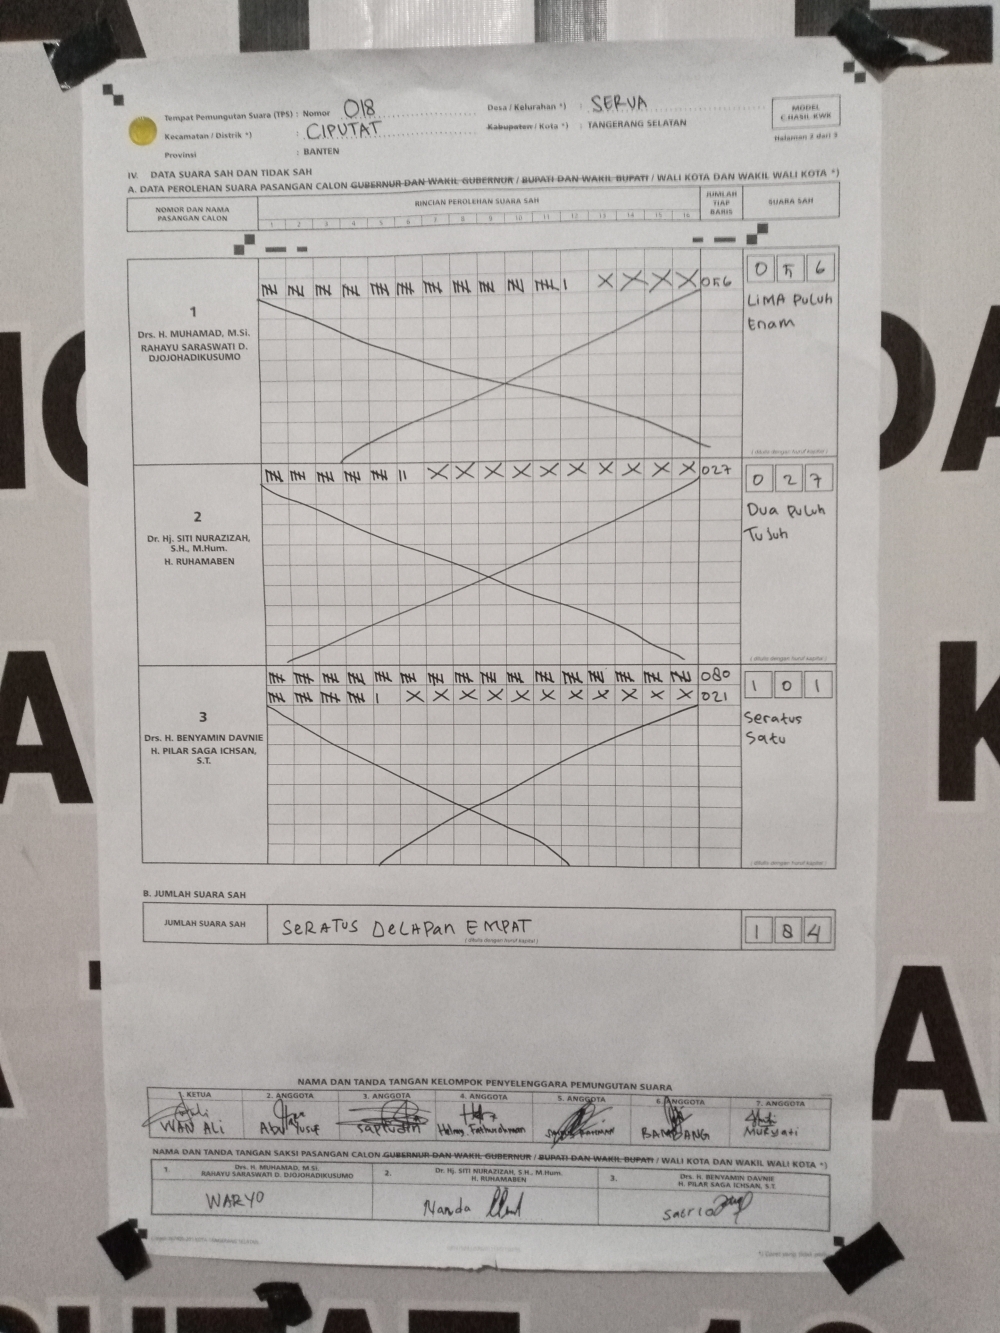 Tempat Pemungutan Suara (TPS) : Nomor 018 Desa / Kelurahan *) : SERUA
Kecamatan / Distrik *) : CIPUTAT Kabupaten / Kota *) : TANGERANG SELATAN
Provinsi : BANTEN
MODEL
C.HASIL-KWK
Halaman 2 dari 3
IV. DATA SUARA SAH DAN TIDAK SAH
A. DATA PEROLEHAN SUARA PASANGAN CALON GUBERNUR DAN WAKIL GUBERNUR / BUPATI DAN WAKIL BUPATI / WALI KOTA DAN WAKIL WALI KOTA *)
NOMOR DAN NAMA
PASANGAN CALON
RINCIAN PEROLEHAN SUARA SAH
1 2 3 4 5 6 7 8 9 10 11 12 13 14 15 16
JUMLAH
TIAP
BARIS
SUARA SAH
1
Drs. H. MUHAMAD, M.Si.
RAHAYU SARASWATI D.
DJOJOHADIKUSUMO
056
0 5 6
LIMA PULUH
Enam
(ditulis dengan huruf kapital)
2
Dr. Hj. SITI NURAZIZAH,
S.H., M.Hum.
H. RUHAMABEN
027
0 2 7
Dua Puluh
Tujuh
(ditulis dengan huruf kapital)
3
Drs. H. BENYAMIN DAVNIE
H. PILAR SAGA ICHSAN,
S.T.
080
021
1 0 1
Seratus
Satu
(ditulis dengan huruf kapital)
B. JUMLAH SUARA SAH
JUMLAH SUARA SAH
SeRATUS DeLAPan EMPAT
(ditulis dengan huruf kapital)
1 8 4
NAMA DAN TANDA TANGAN KELOMPOK PENYELENGGARA PEMUNGUTAN SUARA
1. KETUA 2. ANGGOTA 3. ANGGOTA 4. ANGGOTA 5. ANGGOTA 6. ANGGOTA 7. ANGGOTA
WAN ALI Abu Yusuf Sapludin Helmy Fathurohman BAMBANG Muryati
NAMA DAN TANDA TANGAN SAKSI PASANGAN CALON GUBERNUR DAN WAKIL GUBERNUR / BUPATI DAN WAKIL BUPATI / WALI KOTA DAN WAKIL WALI KOTA *)
1. Drs. H. MUHAMAD, M.Si.
RAHAYU SARASWATI D. DJOJOHADIKUSUMO
WARYO
2. Dr. Hj. SITI NURAZIZAH, S.H., M.Hum.
H. RUHAMABEN
Nanda
3. Drs. H. BENYAMIN DAVNIE
H. PILAR SAGA ICHSAN, S.T.
Satrio